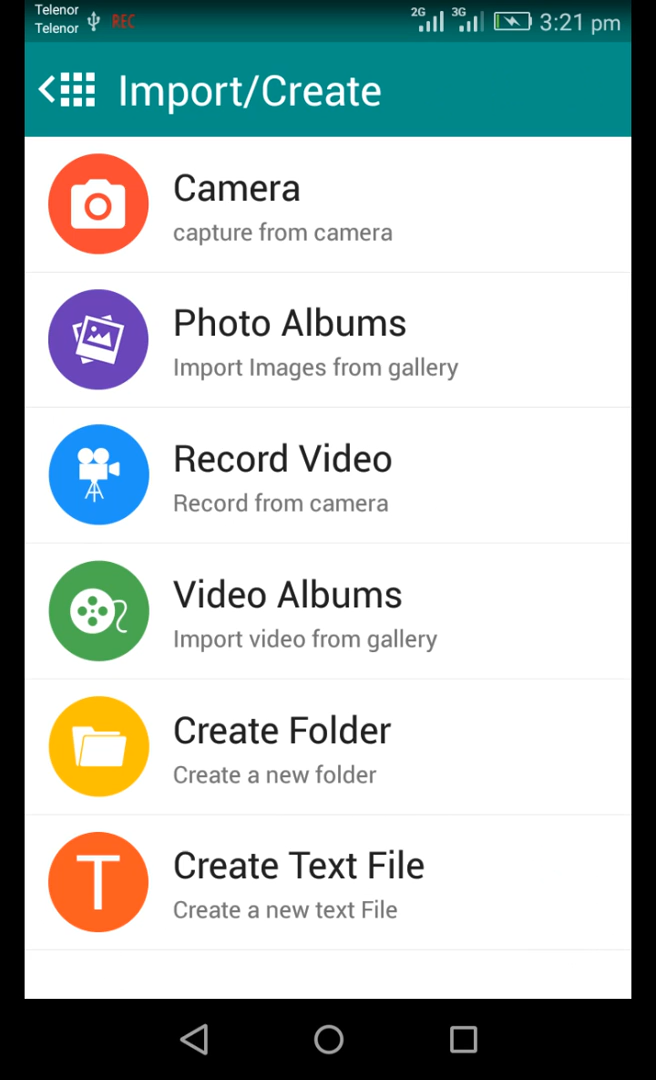 Telenor
Telenor REC 2G 3G 3:21 pm
Import/Create
Camera
capture from camera
Photo Albums
Import Images from gallery
Record Video
Record from camera
Video Albums
Import video from gallery
Create Folder
Create a new folder
T
Create Text File
Create a new text File